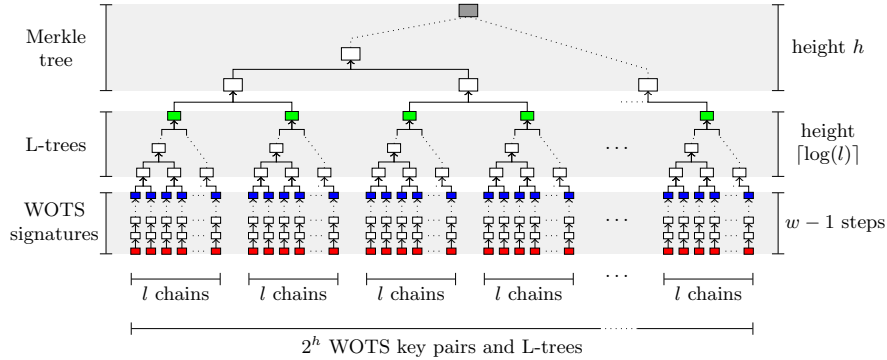 Merkle
tree
height h
L-trees
height
⌈log(l)⌉
. . .
WOTS
signatures
. . .
w − 1 steps
. . .
l chains
l chains
l chains
l chains
l chains
2^h WOTS key pairs and L-trees